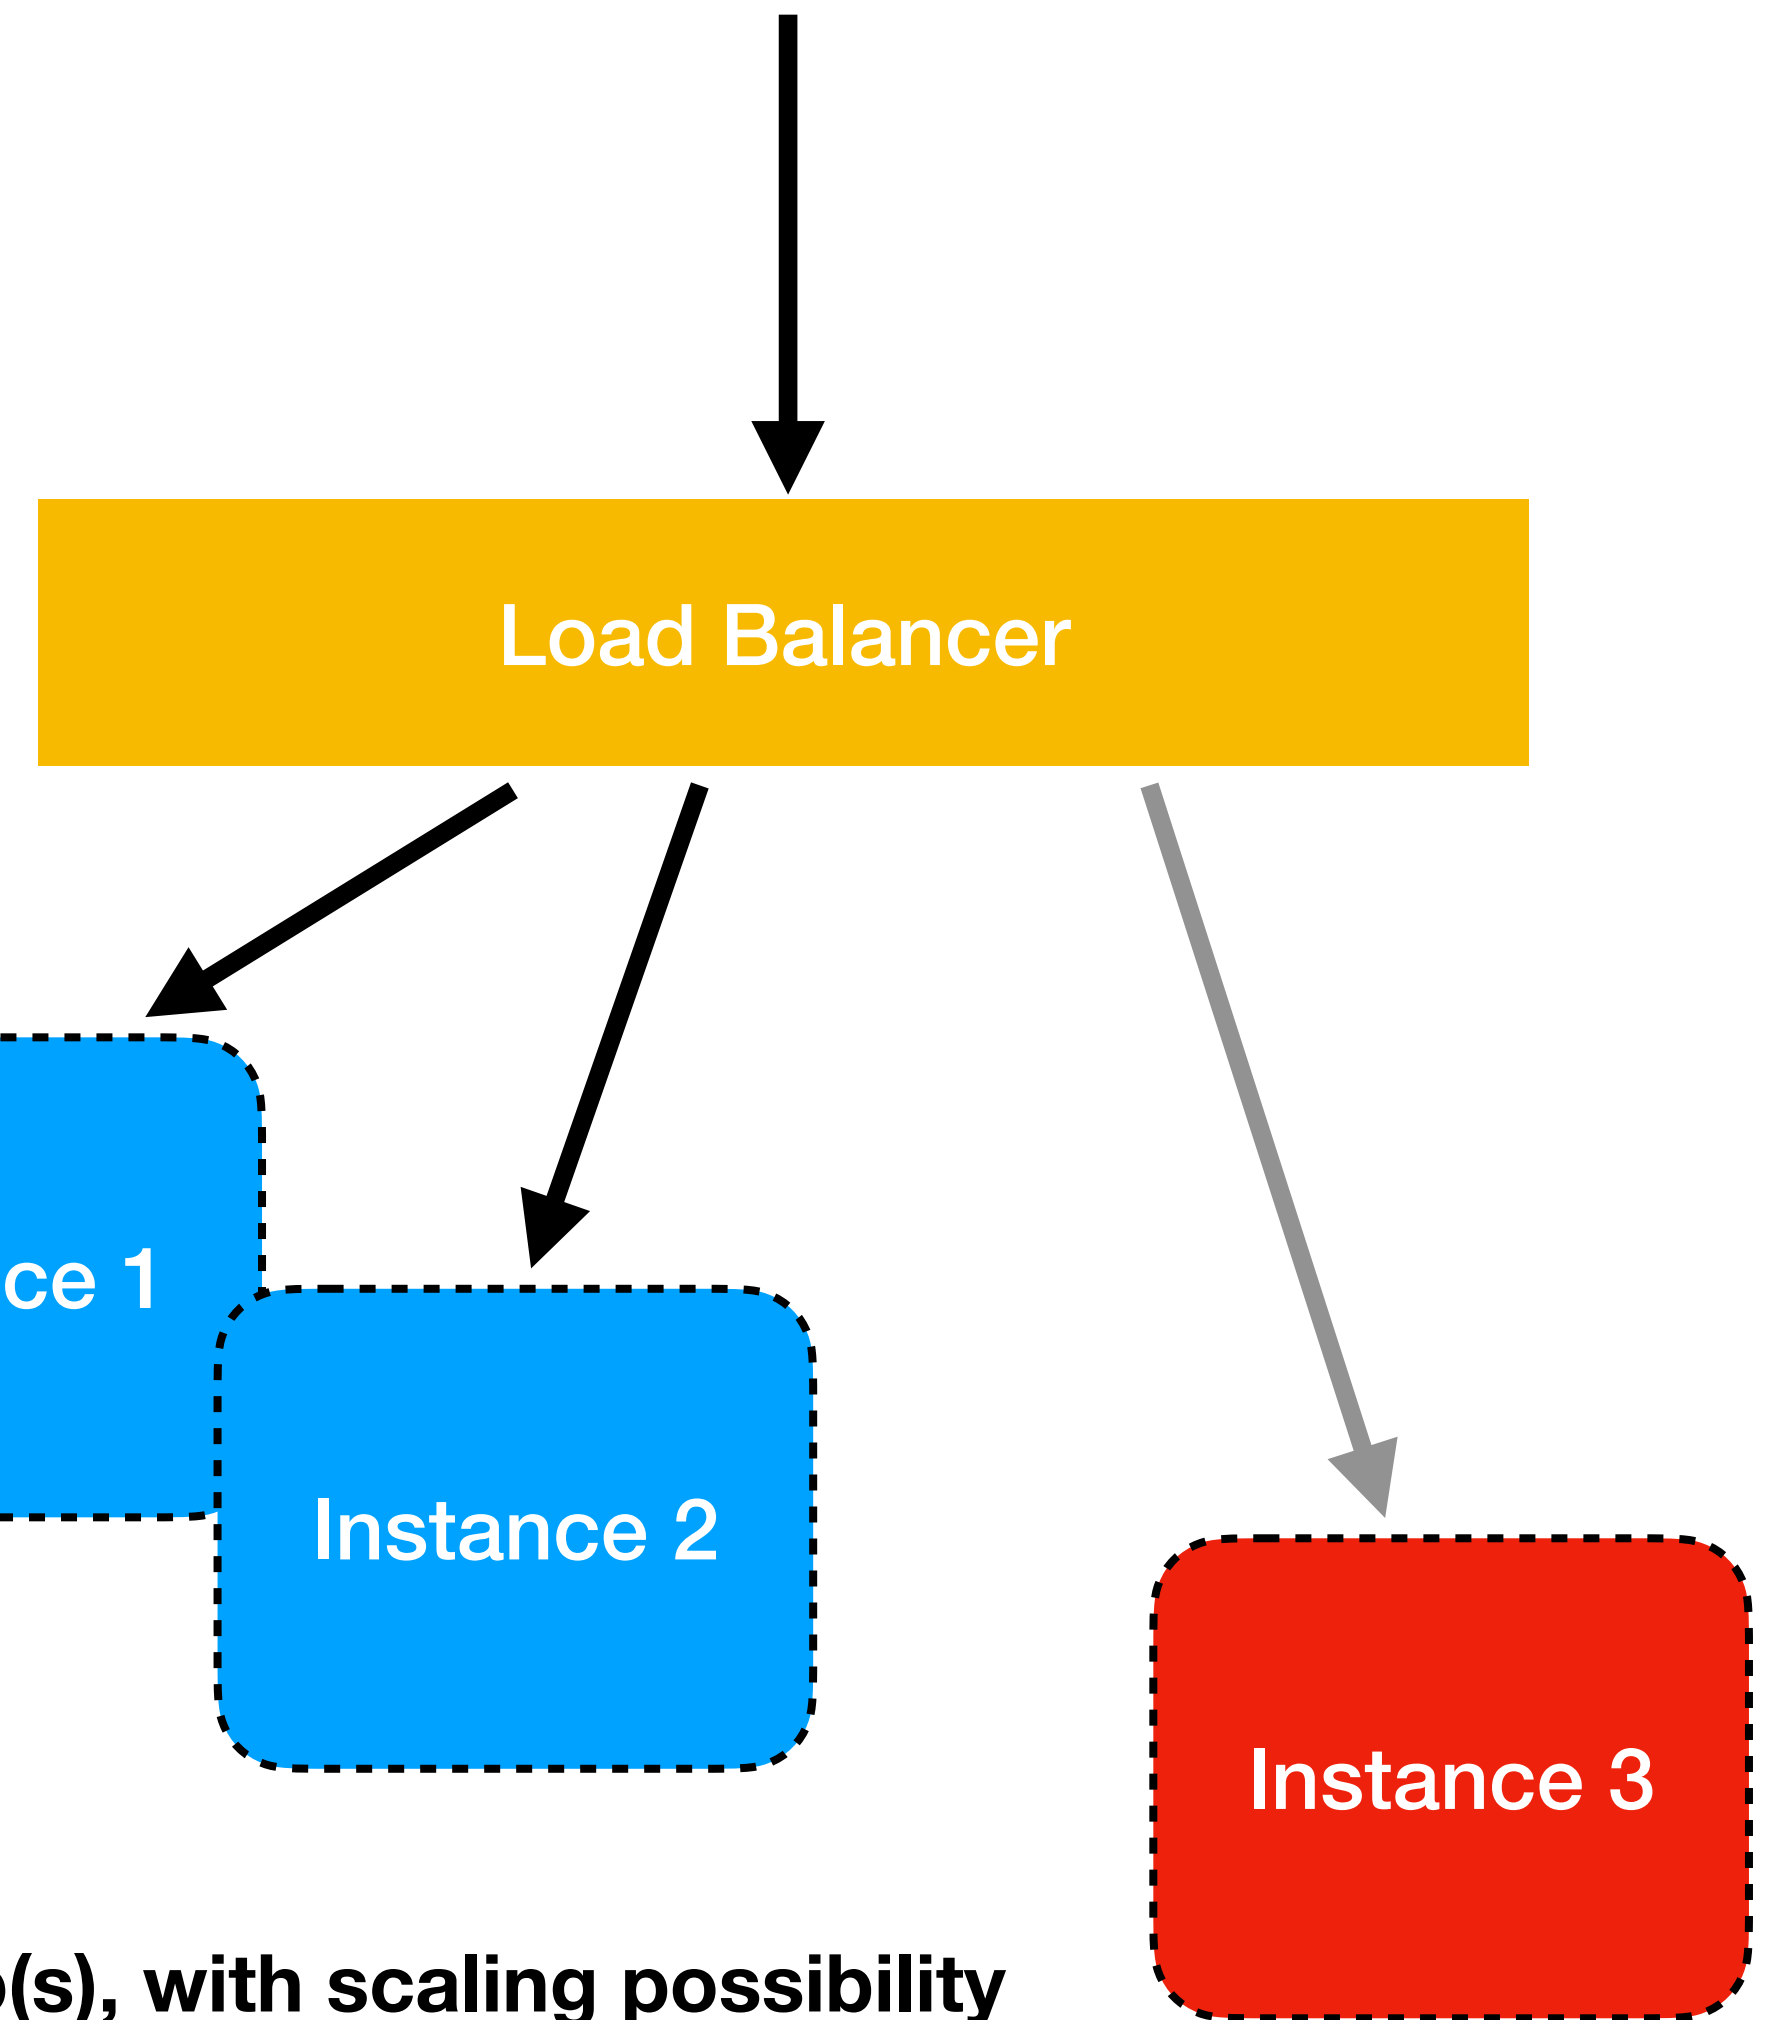 Load Balancer
ce 1
Instance 2
Instance 3
(s), with scaling possibility